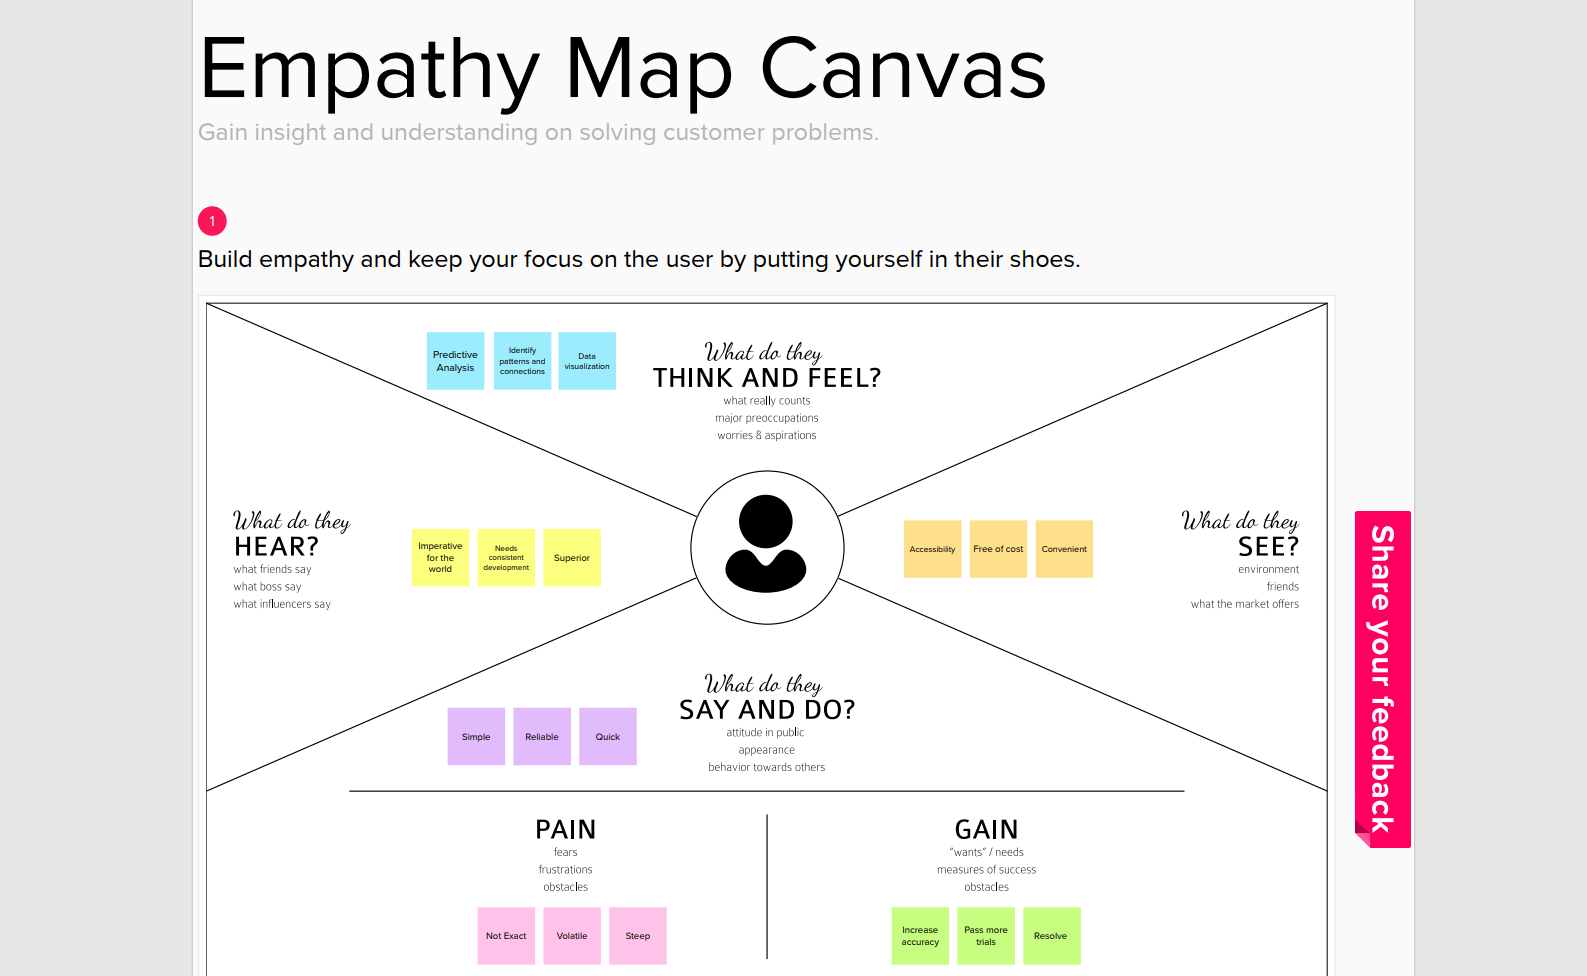 Empathy Map Canvas
Gain insight and understanding on solving customer problems.
1
Build empathy and keep your focus on the user by putting yourself in their shoes.
Predictive
Analysis
Identify
patterns and
connections
Data
visualization
What do they
THINK AND FEEL?
what really counts
major preoccupations
worries & aspirations
What do they
HEAR?
what friends say
what boss say
what influencers say
Imperative
for the
world
Needs
consistent
development
Superior
Accessibility
Free of cost
Convenient
What do they
SEE?
environment
friends
what the market offers
Share your feedback
What do they
SAY AND DO?
attitude in public
appearance
behavior towards others
Simple
Reliable
Quick
PAIN
fears
frustrations
obstacles
Not Exact
Volatile
Steep
GAIN
“wants” / needs
measures of success
obstacles
Increase
accuracy
Pass more
trials
Resolve